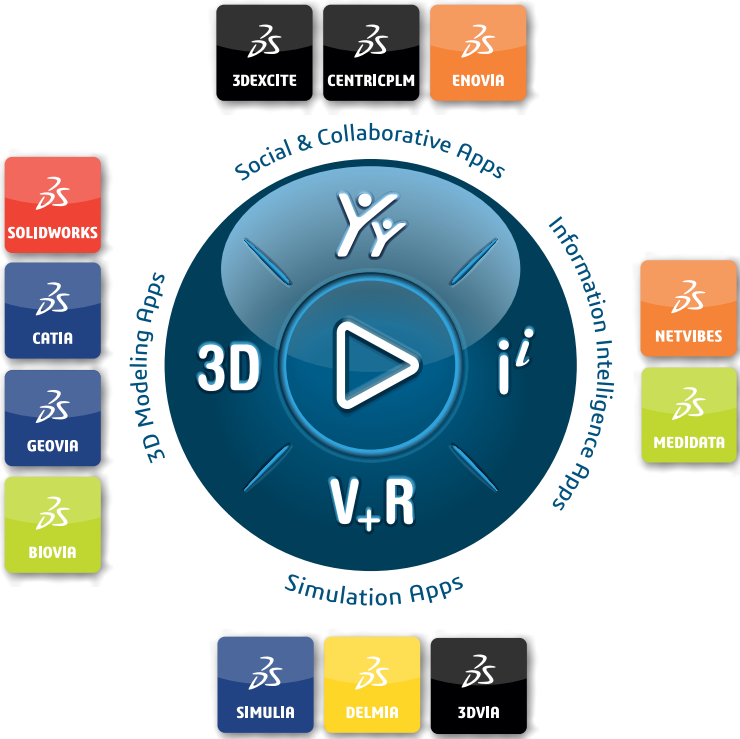 3DEXCITE
CENTRICPLM
ENOVIA
Social & Collaborative Apps
SOLIDWORKS
CATIA
GEOVIA
BIOVIA
3D Modeling Apps
3D
i i
V+R
Information Intelligence Apps
NETVIBES
MEDIDATA
Simulation Apps
SIMULIA
DELMIA
3DVIA